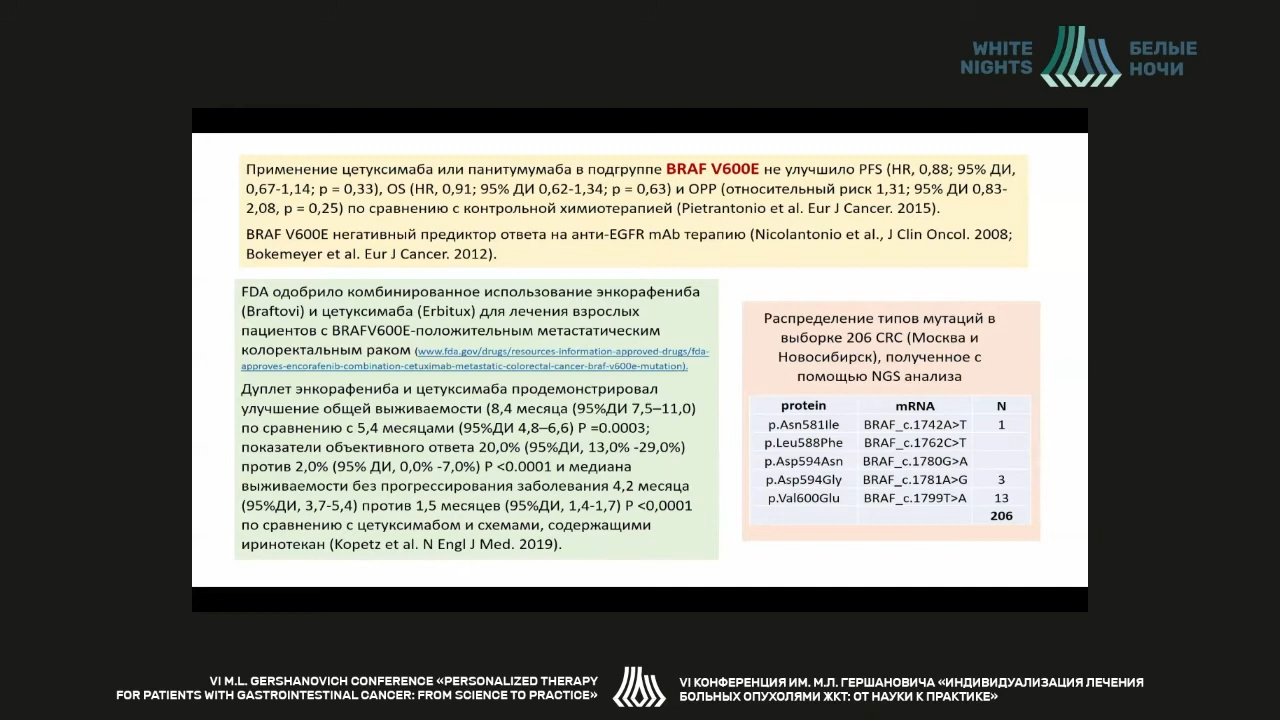 WHITE
NIGHTS
БЕЛЫЕ
НОЧИ
Применение цетуксимаба или панитумумаба в подгруппе BRAF V600E не улучшило PFS (HR, 0,88; 95% ДИ,
0,67-1,14; p = 0,33), OS (HR, 0,91; 95% ДИ 0,62-1,34; p = 0,63) и ОРР (относительный риск 1,31; 95% ДИ 0,83-
2,08, p = 0,25) по сравнению с контрольной химиотерапией (Pietrantonio et al. Eur J Cancer. 2015).
BRAF V600E негативный предиктор ответа на анти-EGFR mAb терапию (Nicolantonio et al., J Clin Oncol. 2008;
Bokemeyer et al. Eur J Cancer. 2012).
FDA одобрило комбинированное использование энкорафениба
(Braftovi) и цетуксимаба (Erbitux) для лечения взрослых
пациентов с BRAFV600E-положительным метастатическим
колоректальным раком (www.fda.gov/drugs/resources-information-approved-drugs/fda-
approves-encorafenib-combination-cetuximab-metastatic-colorectal-cancer-braf-v600e-mutation).
Дуплет энкорафениба и цетуксимаба продемонстрировал
улучшение общей выживаемости (8,4 месяца (95%ДИ 7,5–11,0)
по сравнению с 5,4 месяцами (95%ДИ 4,8–6,6) P =0.0003;
показатели объективного ответа 20,0% (95%ДИ, 13,0% -29,0%)
против 2,0% (95% ДИ, 0,0% -7,0%) P <0.0001 и медиана
выживаемости без прогрессирования заболевания 4,2 месяца
(95%ДИ, 3,7-5,4) против 1,5 месяцев (95%ДИ, 1,4-1,7) P <0,0001
по сравнению с цетуксимабом и схемами, содержащими
иринотекан (Kopetz et al. N Engl J Med. 2019).
Распределение типов мутаций в
выборке 206 CRC (Москва и
Новосибирск), полученное с
помощью NGS анализа
protein mRNA N
p.Asn581Ile BRAF_c.1742A>T 1
p.Leu588Phe BRAF_c.1762C>T
p.Asp594Asn BRAF_c.1780G>A
p.Asp594Gly BRAF_c.1781A>G 3
p.Val600Glu BRAF_c.1799T>A 13
206
VI M.L. GERSHANOVICH CONFERENCE «PERSONALIZED THERAPY
FOR PATIENTS WITH GASTROINTESTINAL CANCER: FROM SCIENCE TO PRACTICE»
VI КОНФЕРЕНЦИЯ ИМ. М.Л. ГЕРШАНОВИЧА «ИНДИВИДУАЛИЗАЦИЯ ЛЕЧЕНИЯ
БОЛЬНЫХ ОПУХОЛЯМИ ЖКТ: ОТ НАУКИ К ПРАКТИКЕ»